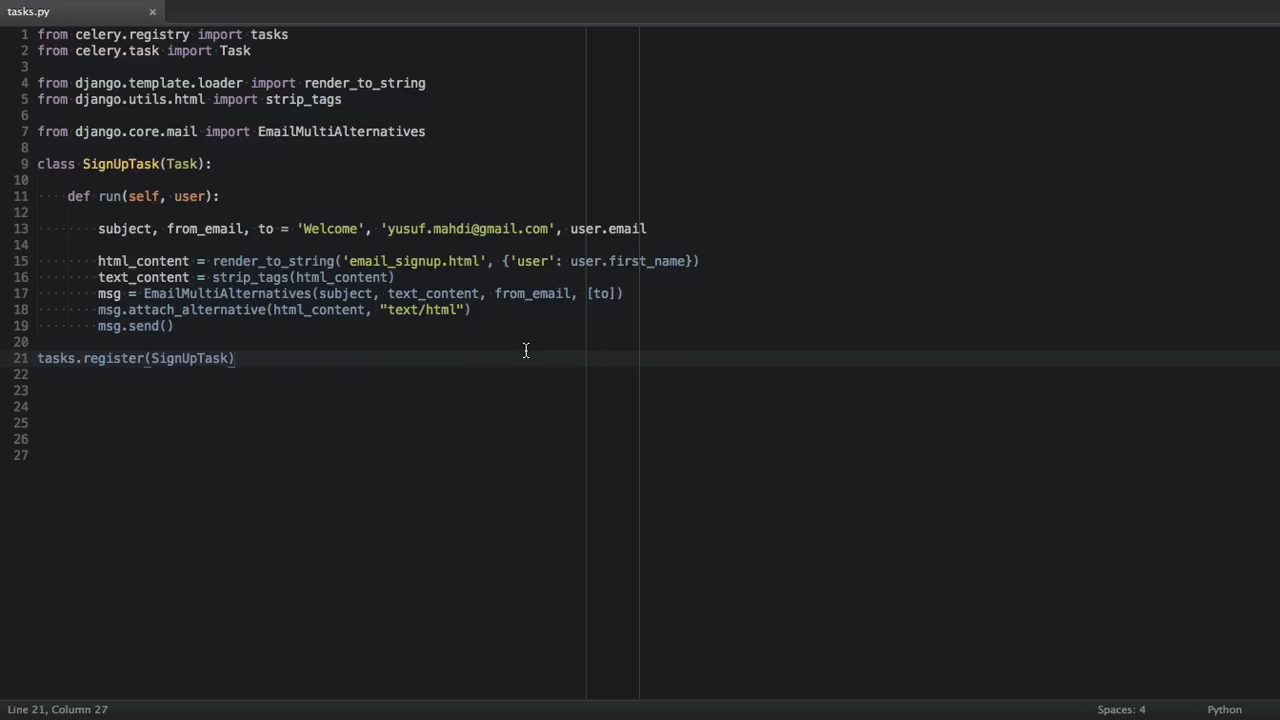 tasks.py ×
1 from celery.registry import tasks
2 from celery.task import Task
3
4 from django.template.loader import render_to_string
5 from django.utils.html import strip_tags
6
7 from django.core.mail import EmailMultiAlternatives
8
9 class SignUpTask(Task):
10
11     def run(self, user):
12
13         subject, from_email, to = 'Welcome', 'yusuf.mahdi@gmail.com', user.email
14
15         html_content = render_to_string('email_signup.html', {'user': user.first_name})
16         text_content = strip_tags(html_content)
17         msg = EmailMultiAlternatives(subject, text_content, from_email, [to])
18         msg.attach_alternative(html_content, "text/html")
19         msg.send()
20
21 tasks.register(SignUpTask)
22
23
24
25
26
27
Line 21, Column 27 Spaces: 4 Python